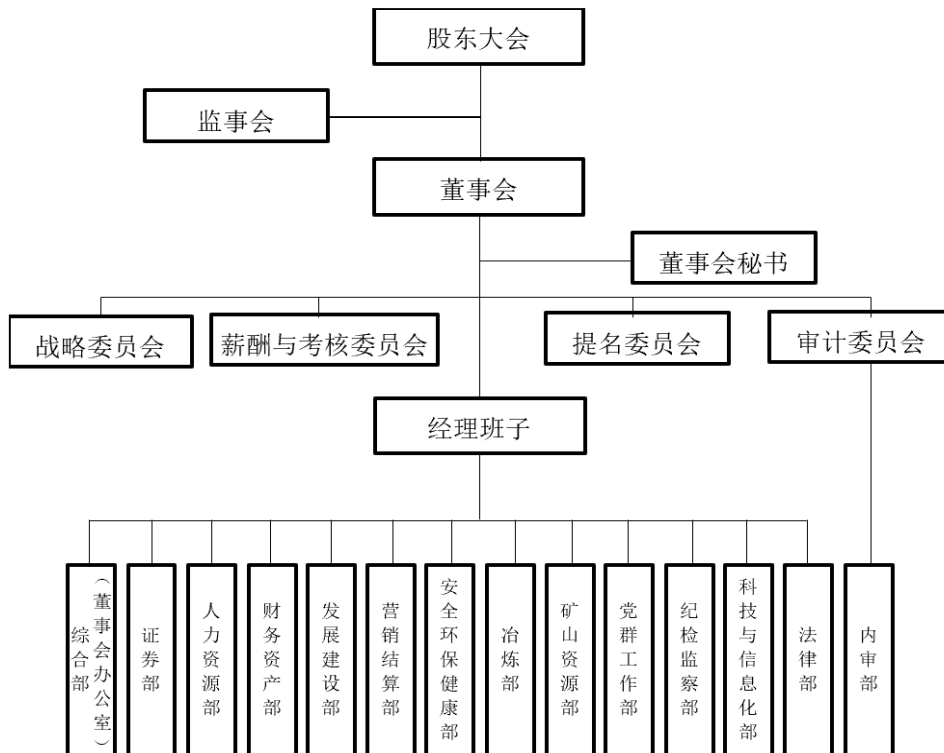 股东大会
监事会
董事会
董事会秘书
战略委员会
薪酬与考核委员会
提名委员会
审计委员会
经理班子
综合部
（董事会办公室）
证券部
人力资源部
财务资产部
发展建设部
营销结算部
安全环保健康部
冶炼部
矿山资源部
党群工作部
纪检监察部
科技与信息化部
法律部
内审部